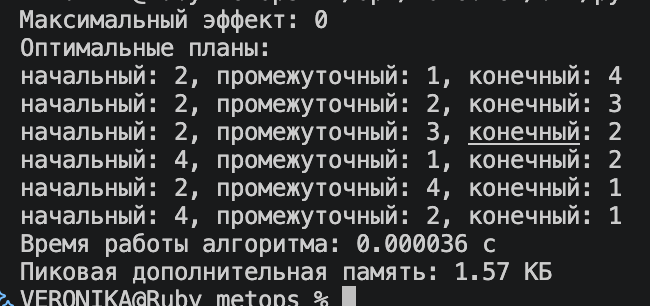 Максимальный эффект: 0
Оптимальные планы:
начальный: 2, промежуточный: 1, конечный: 4
начальный: 2, промежуточный: 2, конечный: 3
начальный: 2, промежуточный: 3, конечный: 2
начальный: 4, промежуточный: 1, конечный: 2
начальный: 2, промежуточный: 4, конечный: 1
начальный: 4, промежуточный: 2, конечный: 1
Время работы алгоритма: 0.000036 с
Пиковая дополнительная память: 1.57 КБ
VERONIKA@Ruby metops %